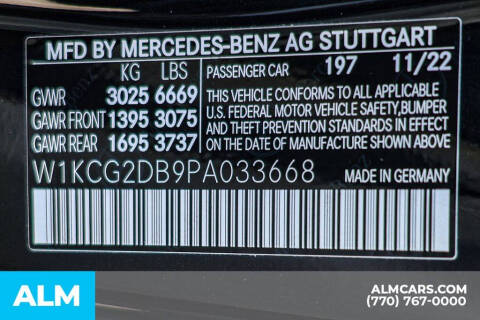 MFD BY MERCEDES-BENZ AG STUTTGART
KG LBS
GVWR 3025 6669
GAWR FRONT 1395 3075
GAWR REAR 1695 3737
PASSENGER CAR 197 11/22
THIS VEHICLE CONFORMS TO ALL APPLICABLE
U.S. FEDERAL MOTOR VEHICLE SAFETY,BUMPER
AND THEFT PREVENTION STANDARDS IN EFFECT
ON THE DATE OF MANUFACTURE SHOWN ABOVE.
W1KCG2DB9PA033668
MADE IN GERMANY
ALM
ALMCARS.COM
(770) 767-0000